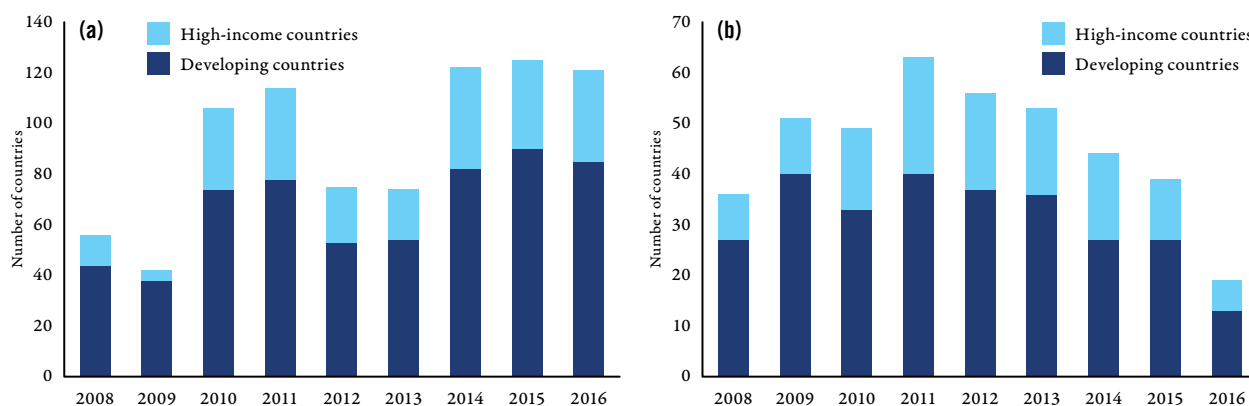 (a)
High-income countries
Developing countries
Number of countries
140
120
100
80
60
40
20
0
2008 2009 2010 2011 2012 2013 2014 2015 2016
(b)
High-income countries
Developing countries
Number of countries
70
60
50
40
30
20
10
0
2008 2009 2010 2011 2012 2013 2014 2015 2016